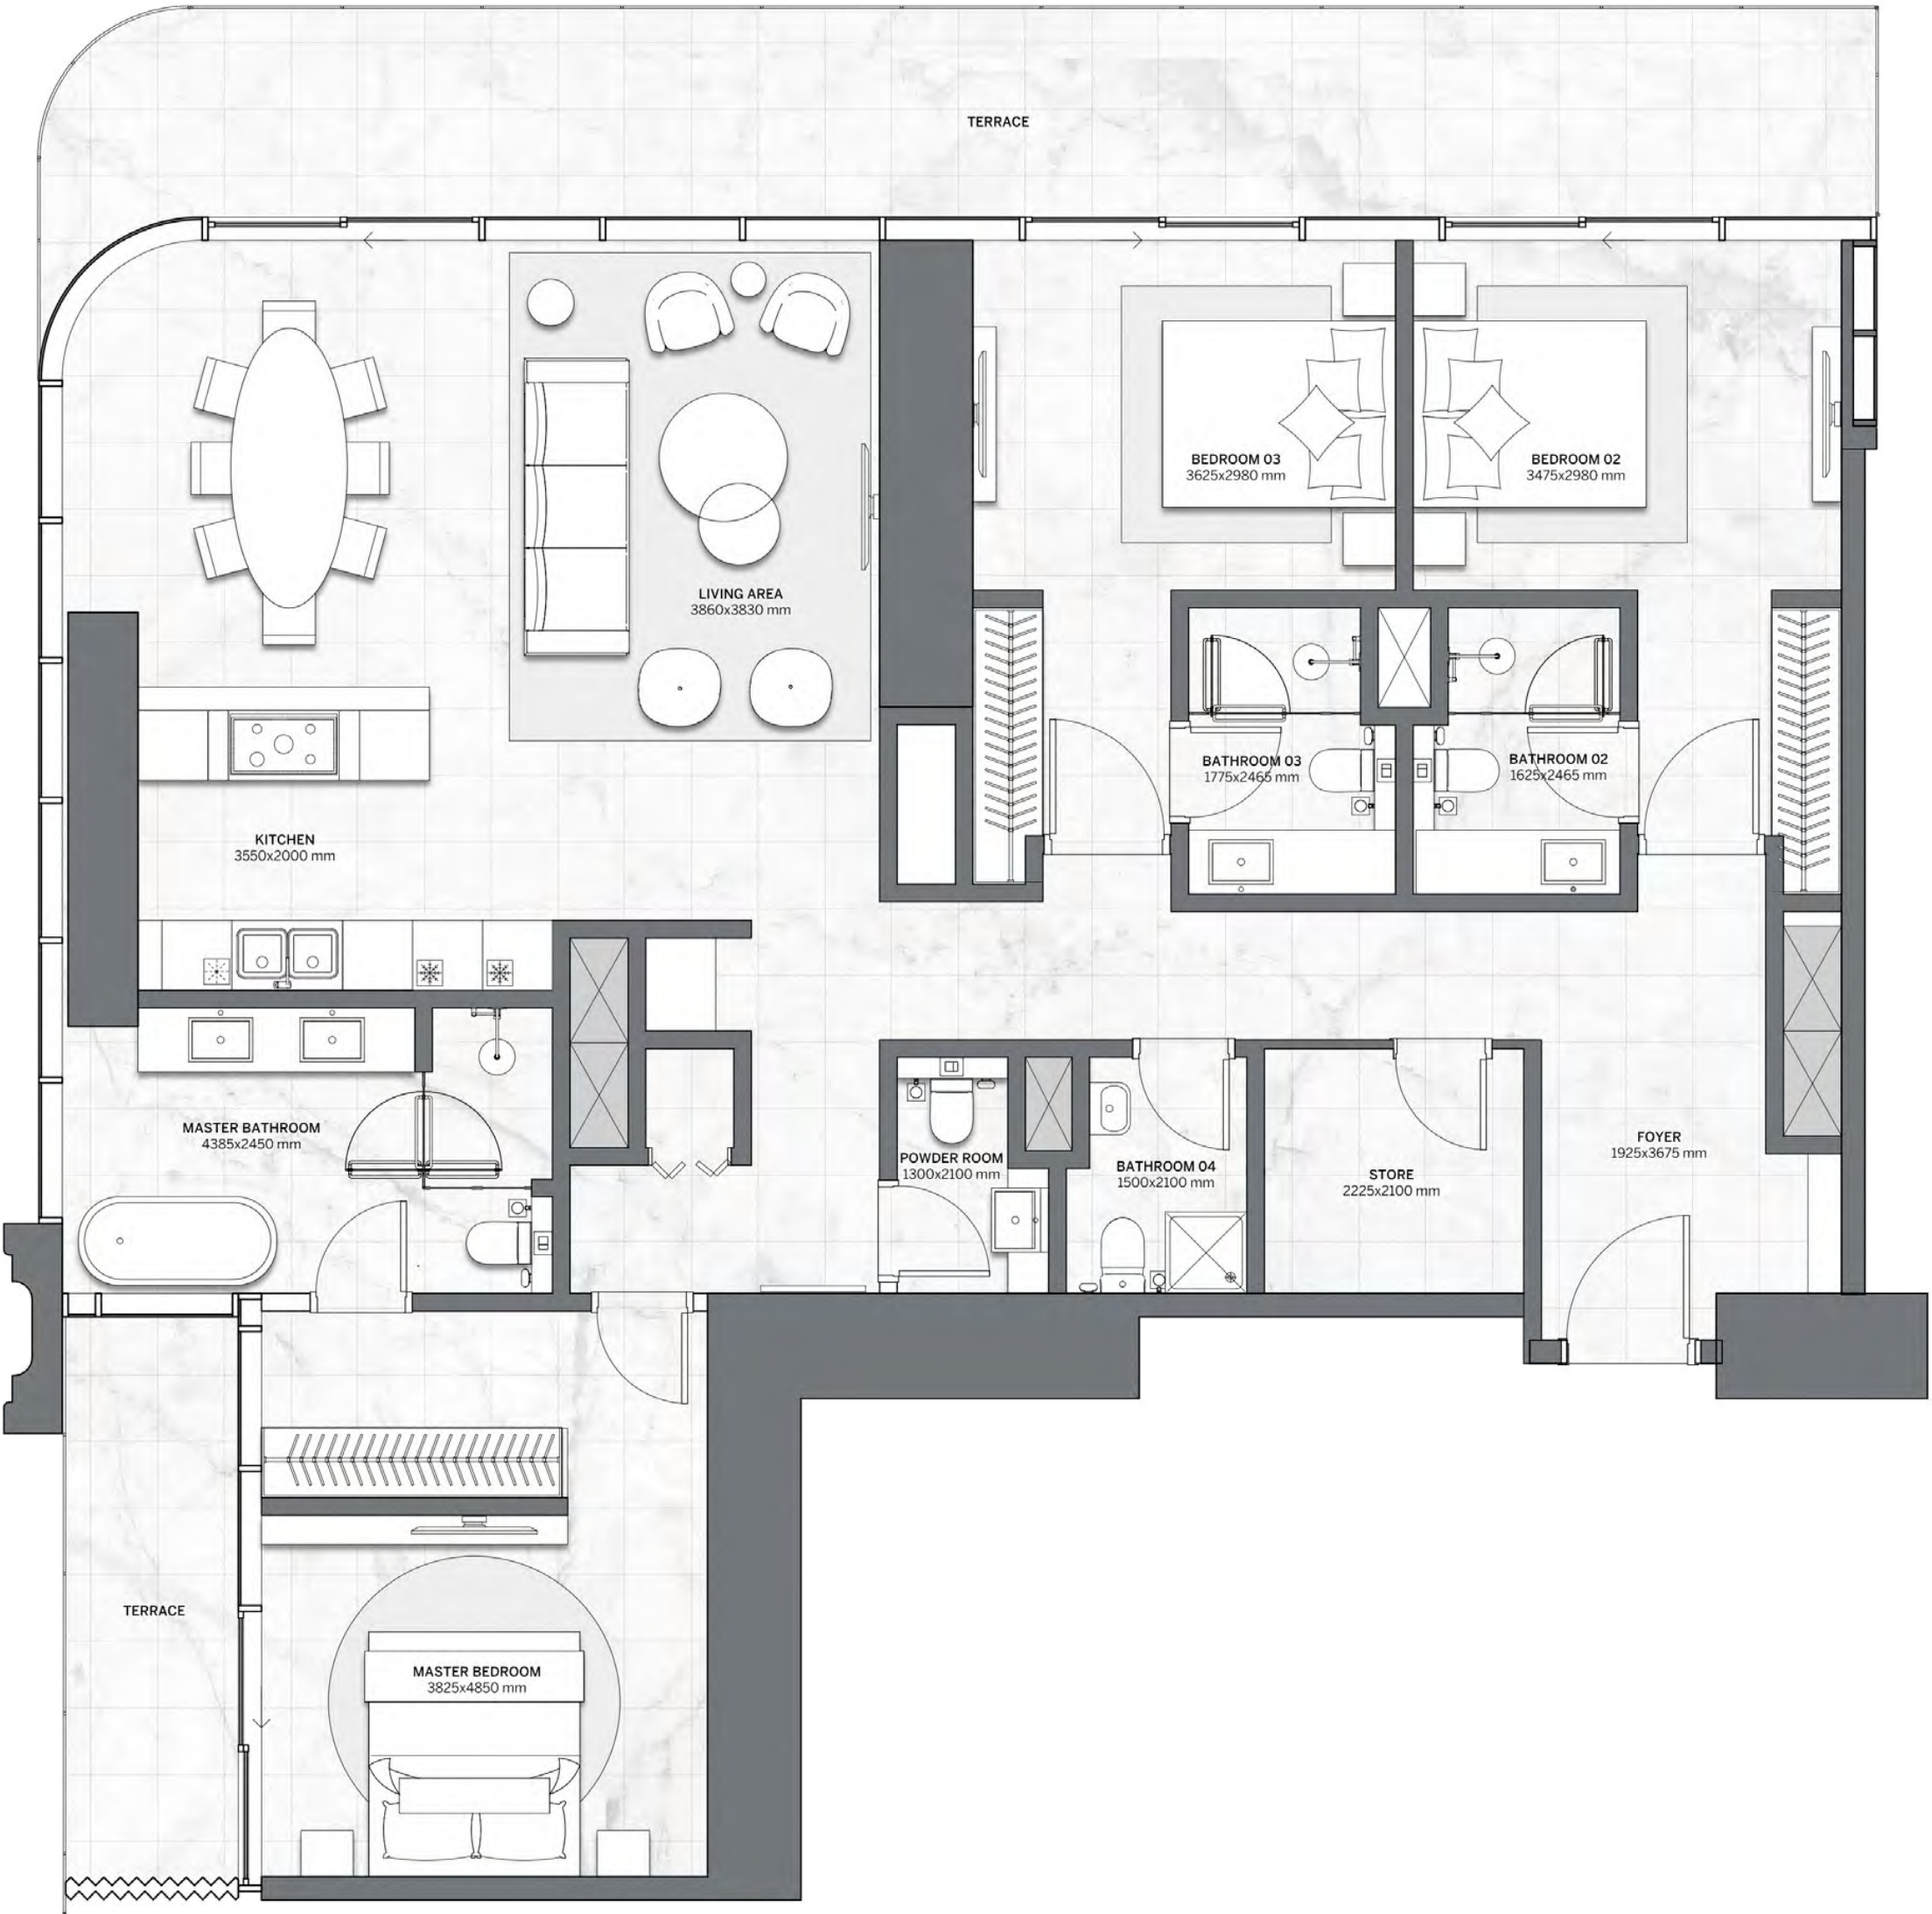 TERRACE
BEDROOM 03
3625x2980 mm
BEDROOM 02
3475x2980 mm
LIVING AREA
3860x3830 mm
BATHROOM 03
1775x2465 mm
BATHROOM 02
1625x2465 mm
KITCHEN
3550x2000 mm
MASTER BATHROOM
4385x2450 mm
POWDER ROOM
1300x2100 mm
BATHROOM 04
1500x2100 mm
STORE
2225x2100 mm
FOYER
1925x3675 mm
TERRACE
MASTER BEDROOM
3825x4850 mm